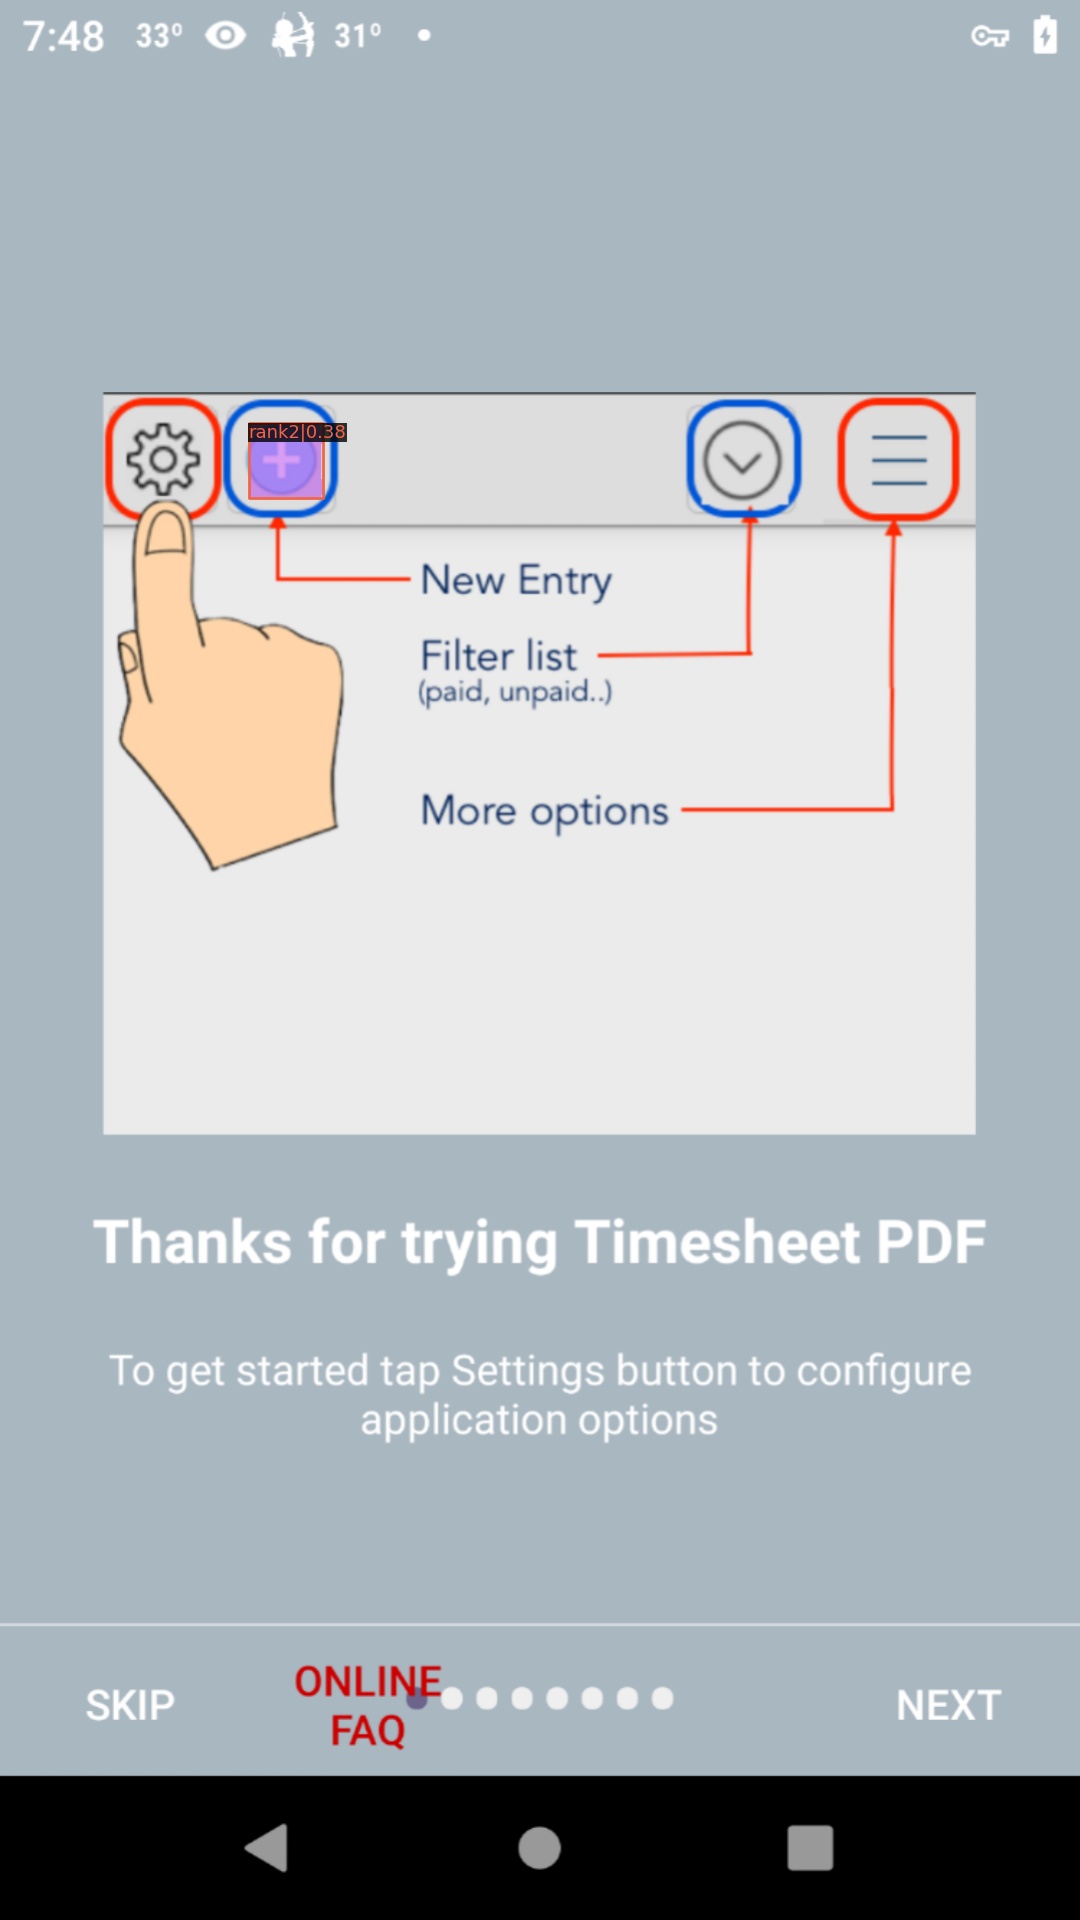 7:48 33° 31°
rank2|0.38
New Entry
Filter list
(paid, unpaid..)
More options
Thanks for trying Timesheet PDF
To get started tap Settings button to configure
application options
SKIP
ONLINE
FAQ
NEXT